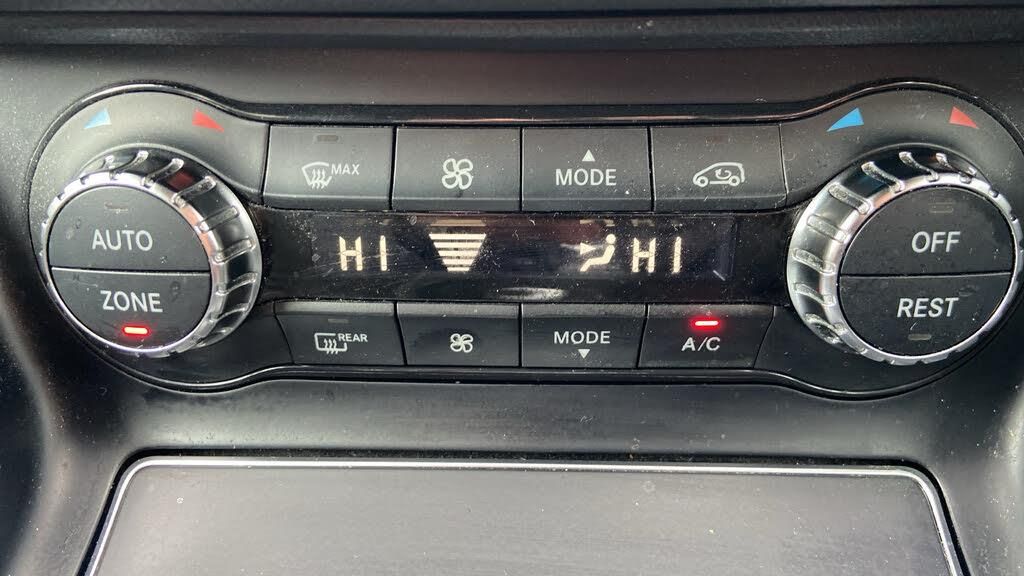 MAX
MODE
AUTO
ZONE
HI
HI
OFF
REST
REAR
MODE
A/C